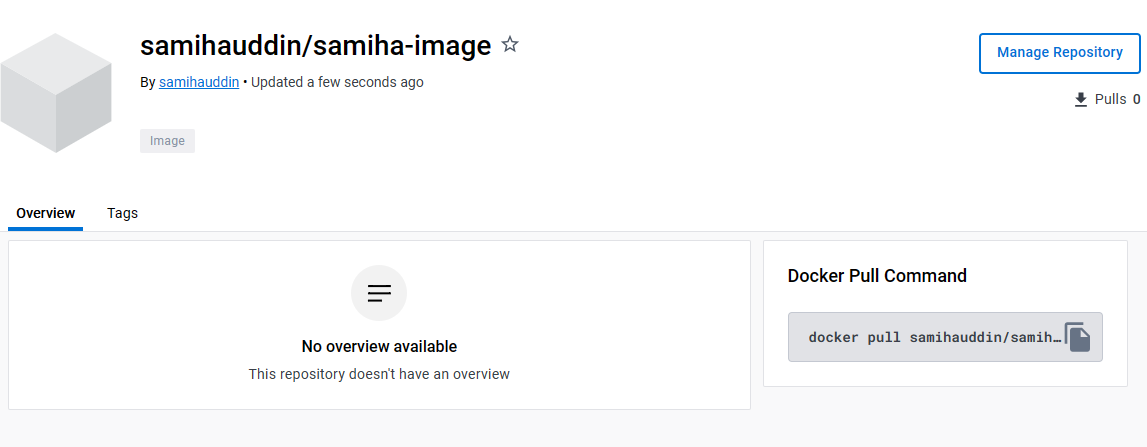 samihauddin/samiha-image
Manage Repository
By samihauddin • Updated a few seconds ago
Pulls 0
Image
Overview
Tags
No overview available
This repository doesn't have an overview
Docker Pull Command
docker pull samihauddin/samih…